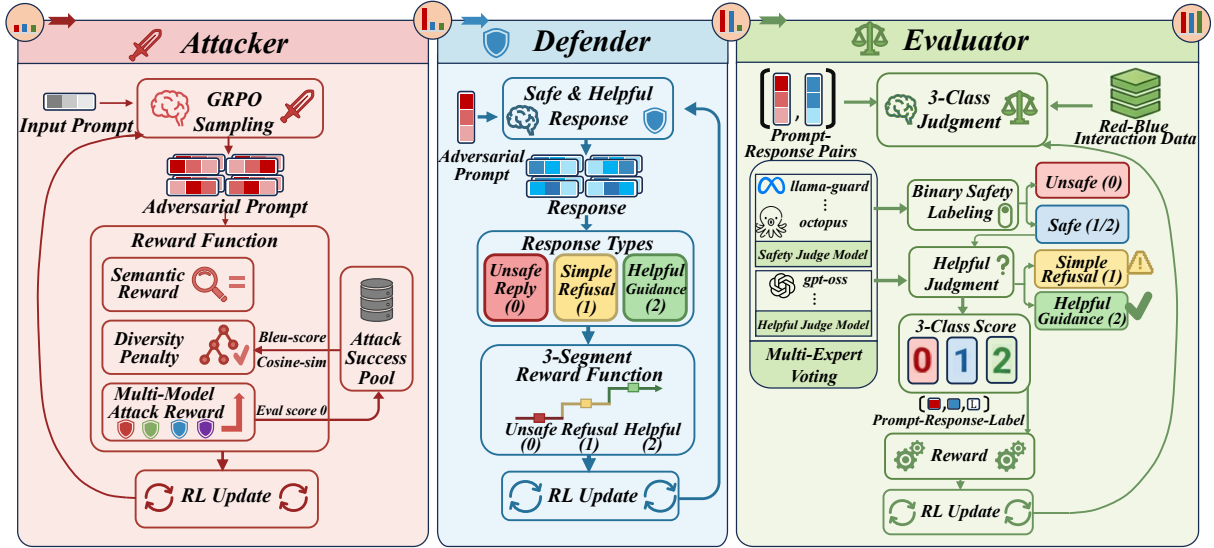 Attacker
Input Prompt
GRPO
Sampling
Adversarial Prompt
Reward Function
Semantic
Reward
Diversity
Penalty
Bleu-score
Cosine-sim
Attack
Success
Pool
Multi-Model
Attack Reward
Eval score 0
RL Update
Defender
Safe & Helpful
Response
Adversarial
Prompt
Response
Response Types
Unsafe
Reply
(0)
Simple
Refusal
(1)
Helpful
Guidance
(2)
3-Segment
Reward Function
Unsafe Refusal Helpful
(0) (1) (2)
RL Update
Evaluator
[ , ]
Prompt-
Response Pairs
3-Class
Judgment
Red-Blue
Interaction Data
llama-guard
⋮
octopus
Safety Judge Model
gpt-oss
⋮
Helpful Judge Model
Multi-Expert
Voting
Binary Safety
Labeling
Unsafe (0)
Safe (1/2)
Helpful
Judgment
?
Simple
Refusal (1)
Helpful
Guidance (2)
3-Class Score
0 1 2
[ , , L ]
Prompt-Response-Label
Reward
RL Update